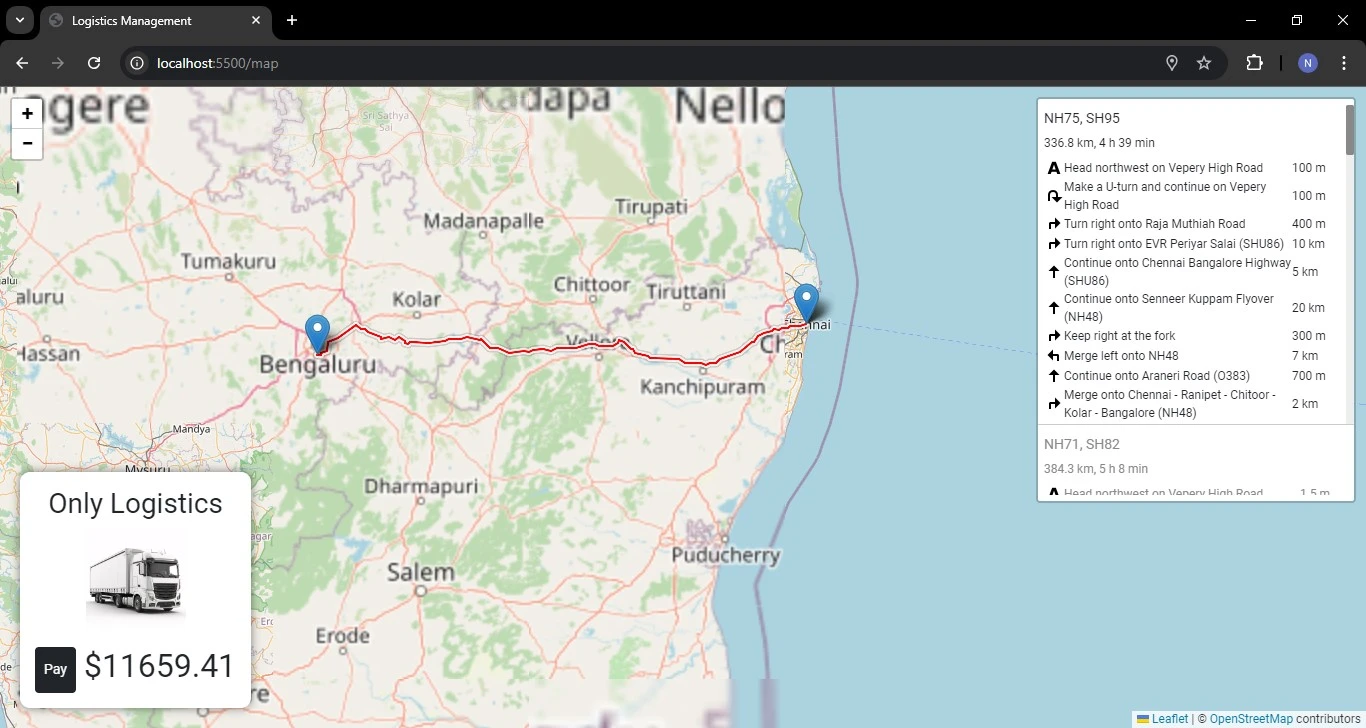 Logistics Management
localhost:5500/map
N
+
−
agere
Kadapa
Nello
Sri Sathya
Sai
Madanapalle
Tirupati
Tumakuru
Chittoor
Tiruttani
Kolar
aluru
Hassan
Bengaluru
Vellore
Kanchipuram
Mandya
Mysuru
Dharmapuri
Puducherry
Salem
Erode
Only Logistics
Pay
$11659.41
NH75, SH95
336.8 km, 4 h 39 min
Head northwest on Vepery High Road 100 m
Make a U-turn and continue on Vepery
High Road 100 m
Turn right onto Raja Muthiah Road 400 m
Turn right onto EVR Periyar Salai (SHU86) 10 km
Continue onto Chennai Bangalore Highway
(SHU86) 5 km
Continue onto Senneer Kuppam Flyover
(NH48) 20 km
Keep right at the fork 300 m
Merge left onto NH48 7 km
Continue onto Araneri Road (O383) 700 m
Merge onto Chennai - Ranipet - Chitoor -
Kolar - Bangalore (NH48) 2 km
NH71, SH82
384.3 km, 5 h 8 min
Head northwest on Vepery High Road 1.5 m
Leaflet | © OpenStreetMap contributors